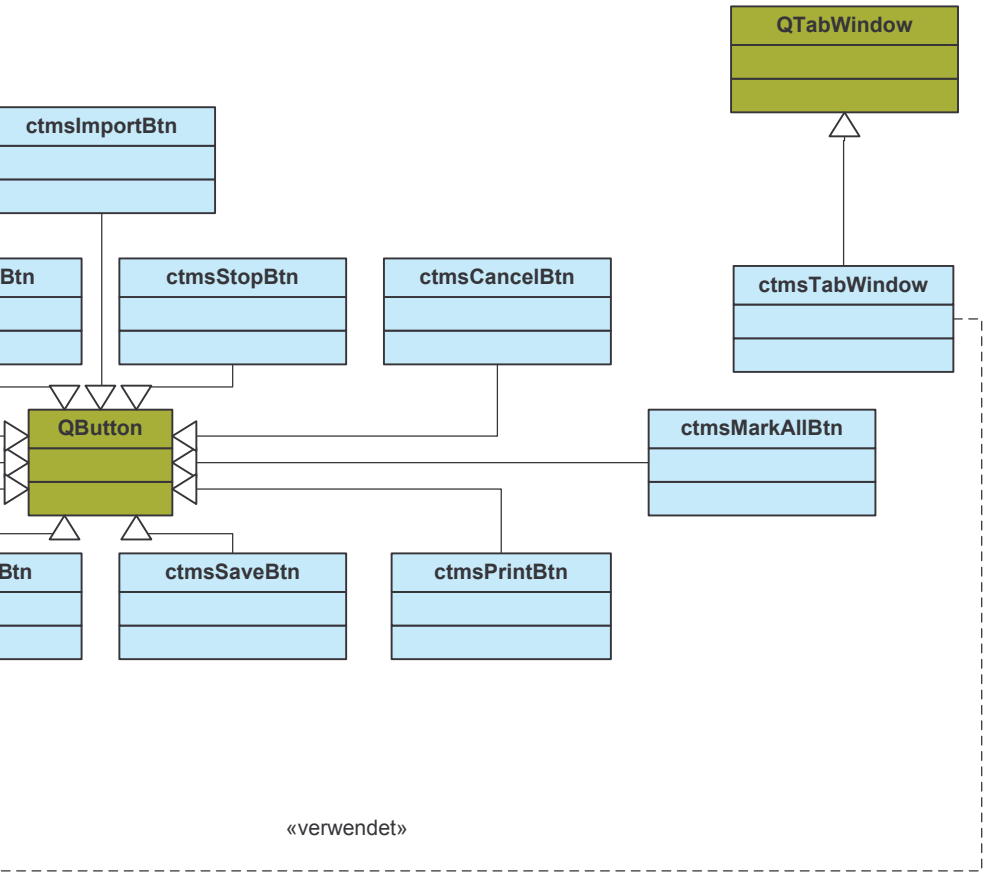 QTabWindow
ctmsImportBtn
Btn
ctmsStopBtn
ctmsCancelBtn
ctmsTabWindow
QButton
ctmsMarkAllBtn
Btn
ctmsSaveBtn
ctmsPrintBtn
«verwendet»